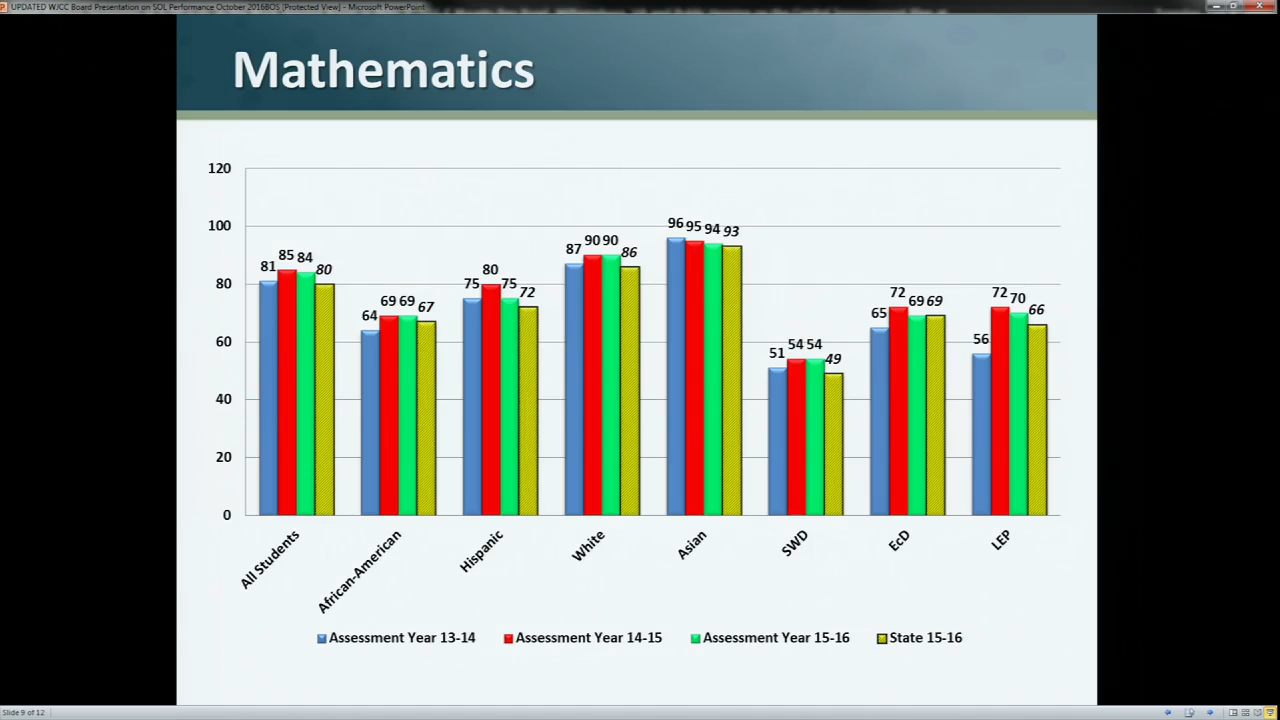 UPDATED WJCC Board Presentation on SOL Performance October 2016BOS [Protected View] - Microsoft PowerPoint
Mathematics
120
100
80
60
40
20
0
81 85 84 80
64 69 69 67
75 80 75 72
87 90 90 86
96 95 94 93
51 54 54 49
65 72 69 69
56 72 70 66
All Students
African-American
Hispanic
White
Asian
SWD
EcD
LEP
Assessment Year 13-14
Assessment Year 14-15
Assessment Year 15-16
State 15-16
Slide 9 of 12